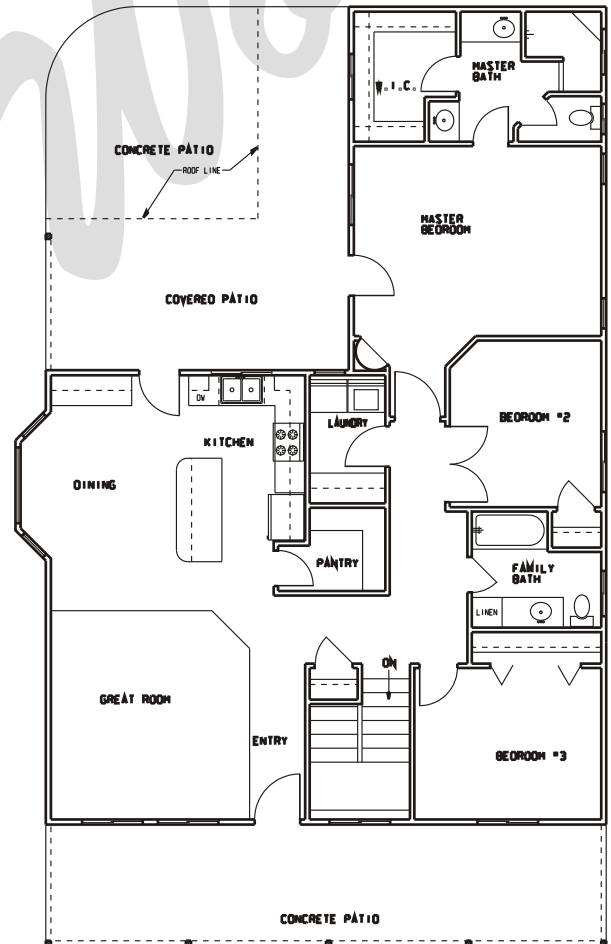 MASTER
BATH
W.I.C.
CONCRETE PATIO
ROOF LINE
MASTER
BEDROOM
COVERED PATIO
DW
LAUNDRY
BEDROOM #2
KITCHEN
DINING
PANTRY
FAMILY
BATH
LINEN
DN
GREAT ROOM
ENTRY
BEDROOM #3
CONCRETE PATIO